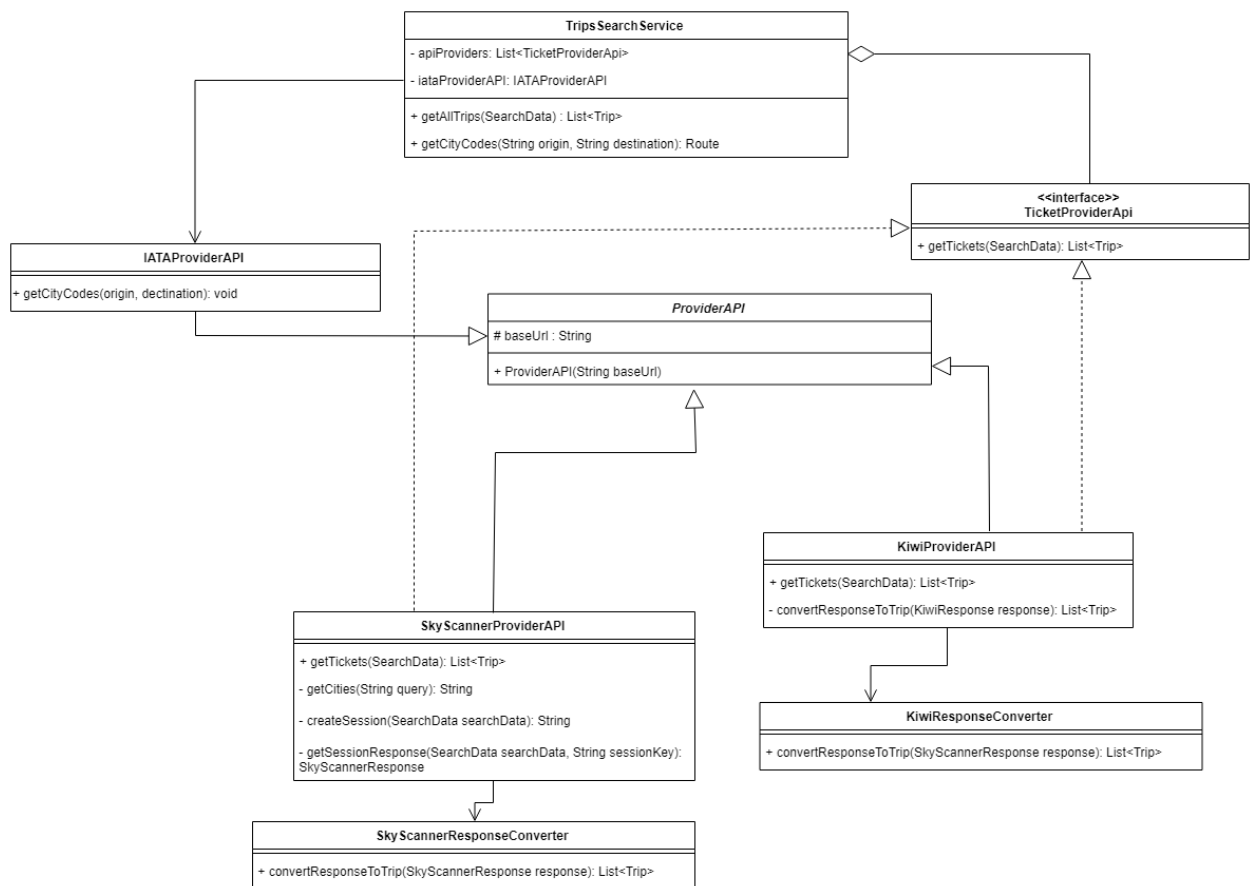 TripsSearchService
- apiProviders: List<TicketProviderApi>
- iataProviderAPI: IATAProviderAPI
+ getAllTrips(SearchData) : List<Trip>
+ getCityCodes(String origin, String destination): Route
<<interface>>
TicketProviderApi
+ getTickets(SearchData): List<Trip>
IATAProviderAPI
+ getCityCodes(origin, dectination): void
ProviderAPI
# baseUrl : String
+ ProviderAPI(String baseUrl)
KiwiProviderAPI
+ getTickets(SearchData): List<Trip>
- convertResponseToTrip(KiwiResponse response): List<Trip>
SkyScannerProviderAPI
+ getTickets(SearchData): List<Trip>
- getCities(String query): String
- createSession(SearchData searchData): String
- getSessionResponse(SearchData searchData, String sessionKey):
SkyScannerResponse
KiwiResponseConverter
+ convertResponseToTrip(SkyScannerResponse response): List<Trip>
SkyScannerResponseConverter
+ convertResponseToTrip(SkyScannerResponse response): List<Trip>